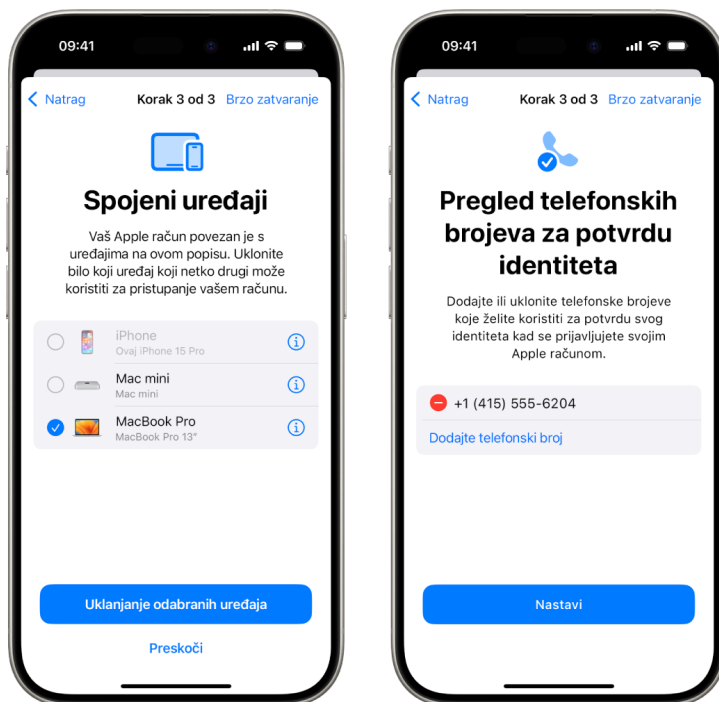 09:41
Natrag
Korak 3 od 3
Brzo zatvaranje
Spojeni uređaji
Vaš Apple račun povezan je s
uređajima na ovom popisu. Uklonite
bilo koji uređaj koji netko drugi može
koristiti za pristupanje vašem računu.
iPhone
Ovaj iPhone 15 Pro
Mac mini
Mac mini
MacBook Pro
MacBook Pro 13"
Uklanjanje odabranih uređaja
Preskoči
09:41
Natrag
Korak 3 od 3
Brzo zatvaranje
Pregled telefonskih
brojeva za potvrdu
identiteta
Dodajte ili uklonite telefonske brojeve
koje želite koristiti za potvrdu svog
identiteta kad se prijavljujete svojim
Apple računom.
+1 (415) 555-6204
Dodajte telefonski broj
Nastavi